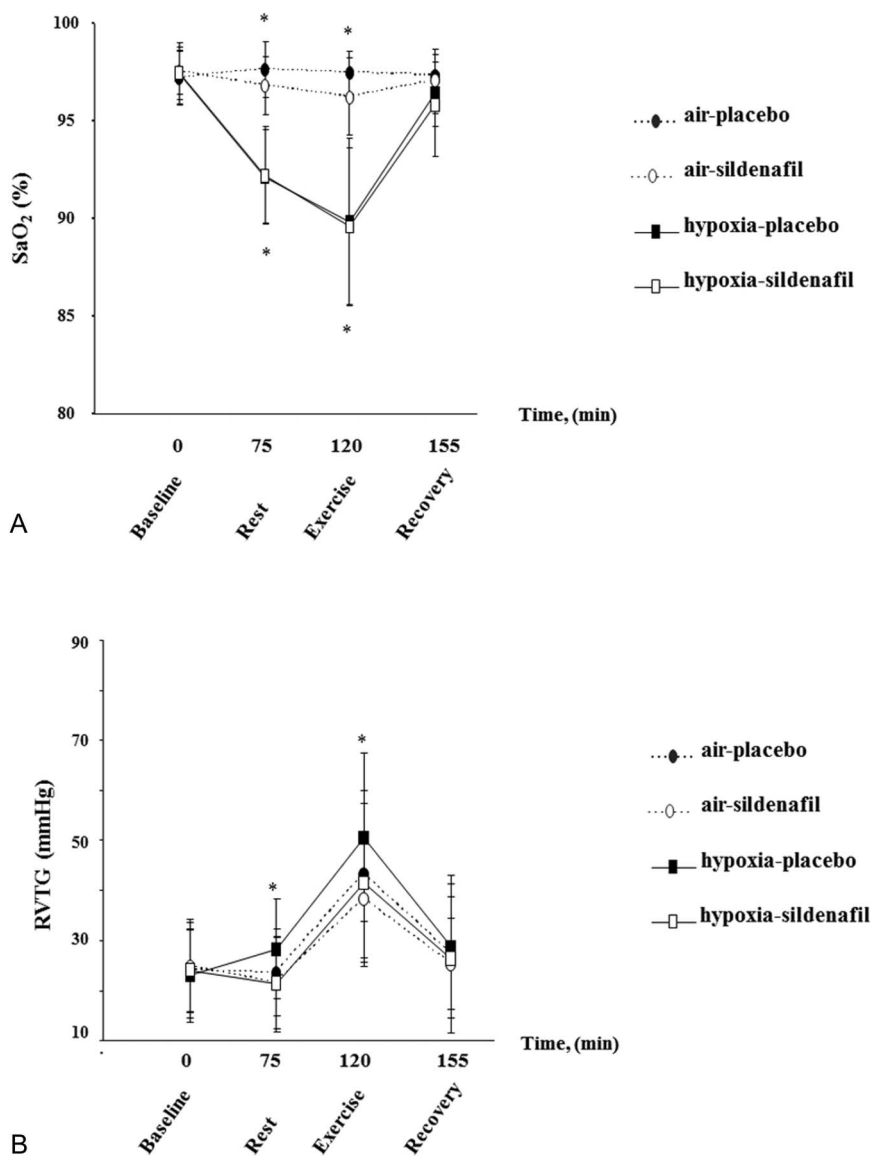 100
95
90
85
80
SaO2 (%)
*
*
*
*
air-placebo
air-sildenafil
hypoxia-placebo
hypoxia-sildenafil
Time, (min)
0 75 120 155
Baseline Rest Exercise Recovery
A
90
70
50
30
10
RVTG (mmHg)
*
*
air-placebo
air-sildenafil
hypoxia-placebo
hypoxia-sildenafil
Time, (min)
0 75 120 155
Baseline Rest Exercise Recovery
B